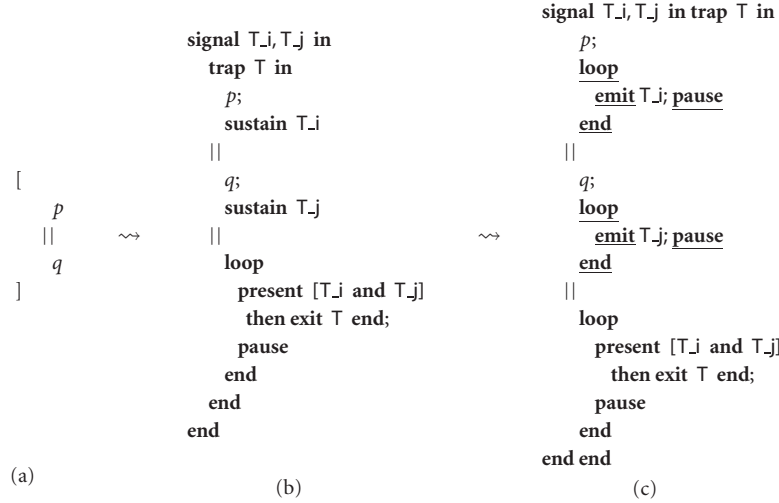 [
p
||
q
]
(a)
⇝
signal T_i, T_j in
trap T in
p;
sustain T_i
||
q;
sustain T_j
||
loop
present [T_i and T_j]
then exit T end;
pause
end
end
end
(b)
⇝
signal T_i, T_j in trap T in
p;
loop
emit T_i; pause
end
||
q;
loop
emit T_j; pause
end
||
loop
present [T_i and T_j]
then exit T end;
pause
end
end end
(c)